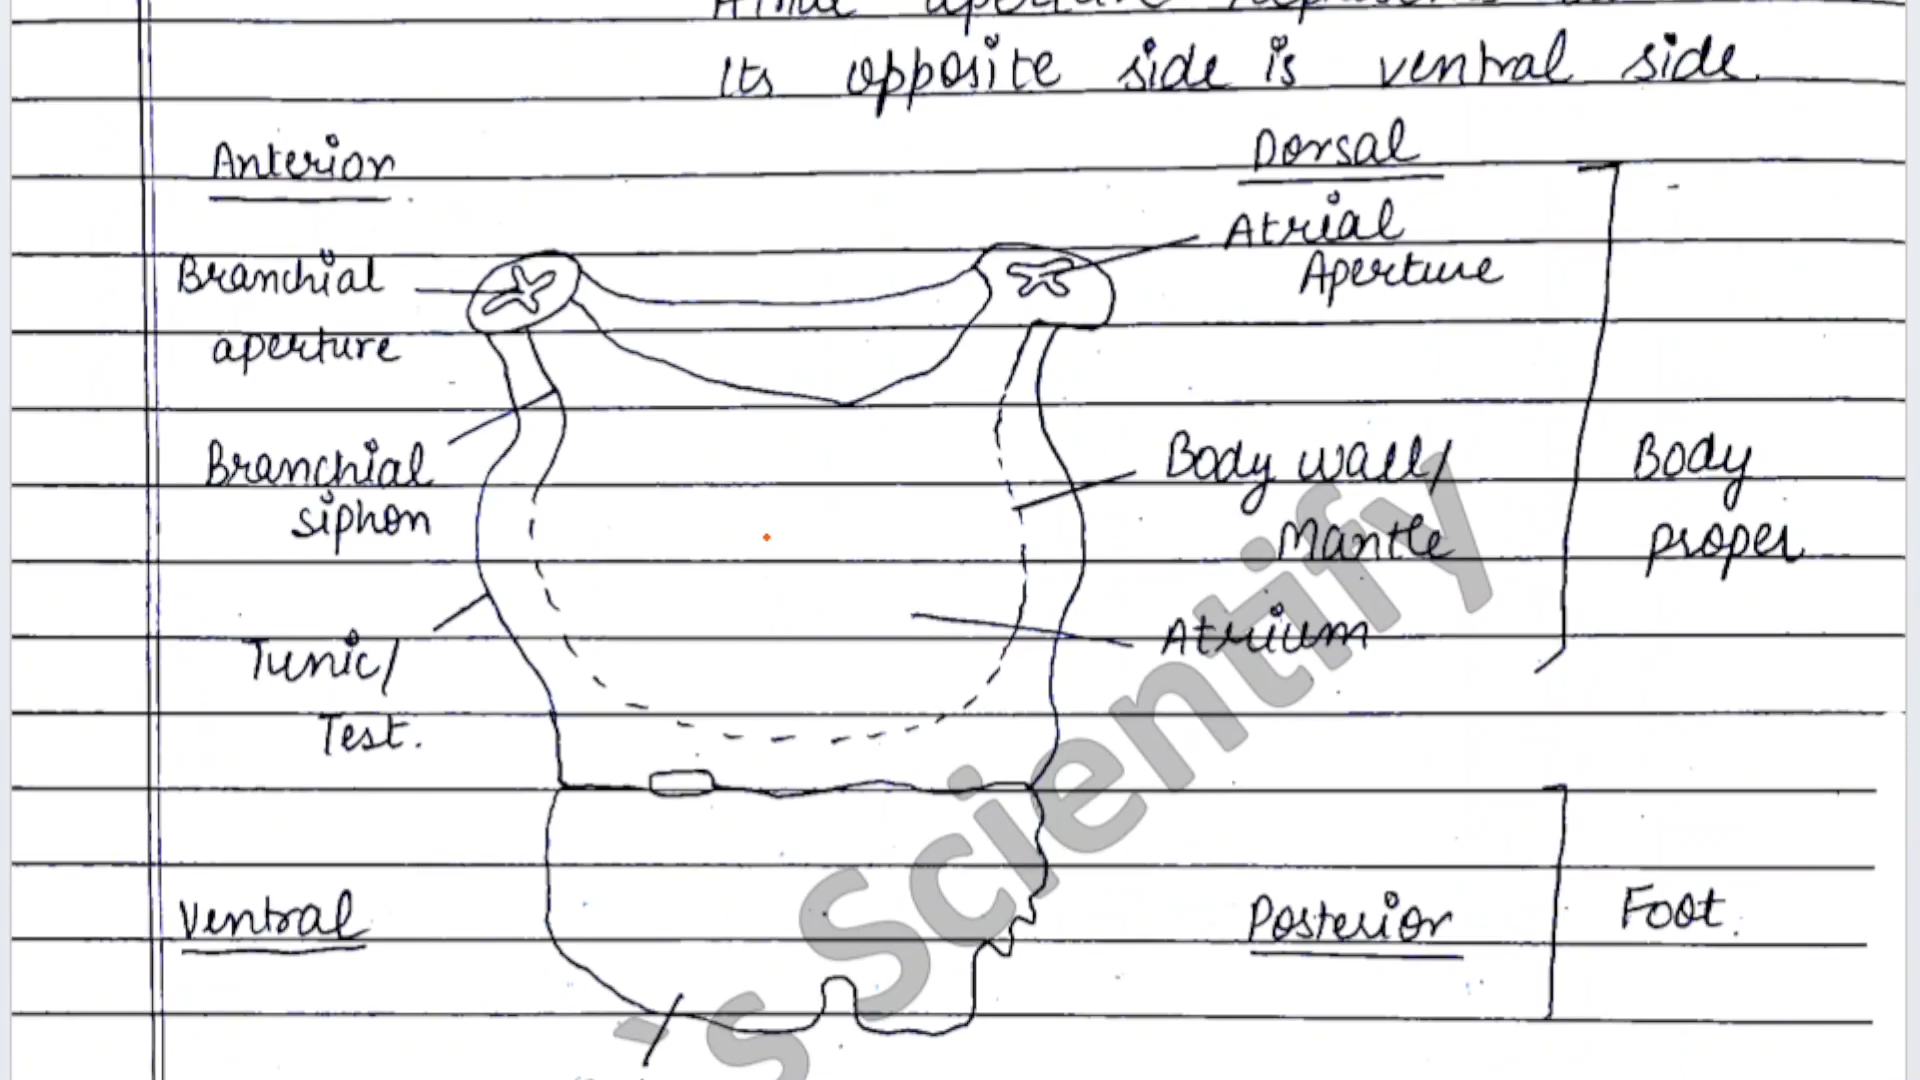 Its opposite side is ventral side.
Anterior
Dorsal
Atrial
Aperture
Branchial
aperture
Branchial
siphon
Body wall/
Mantle
Body
proper
Atrium
Tunic/
Test.
Ventral
Posterior
Foot.
's Scientify